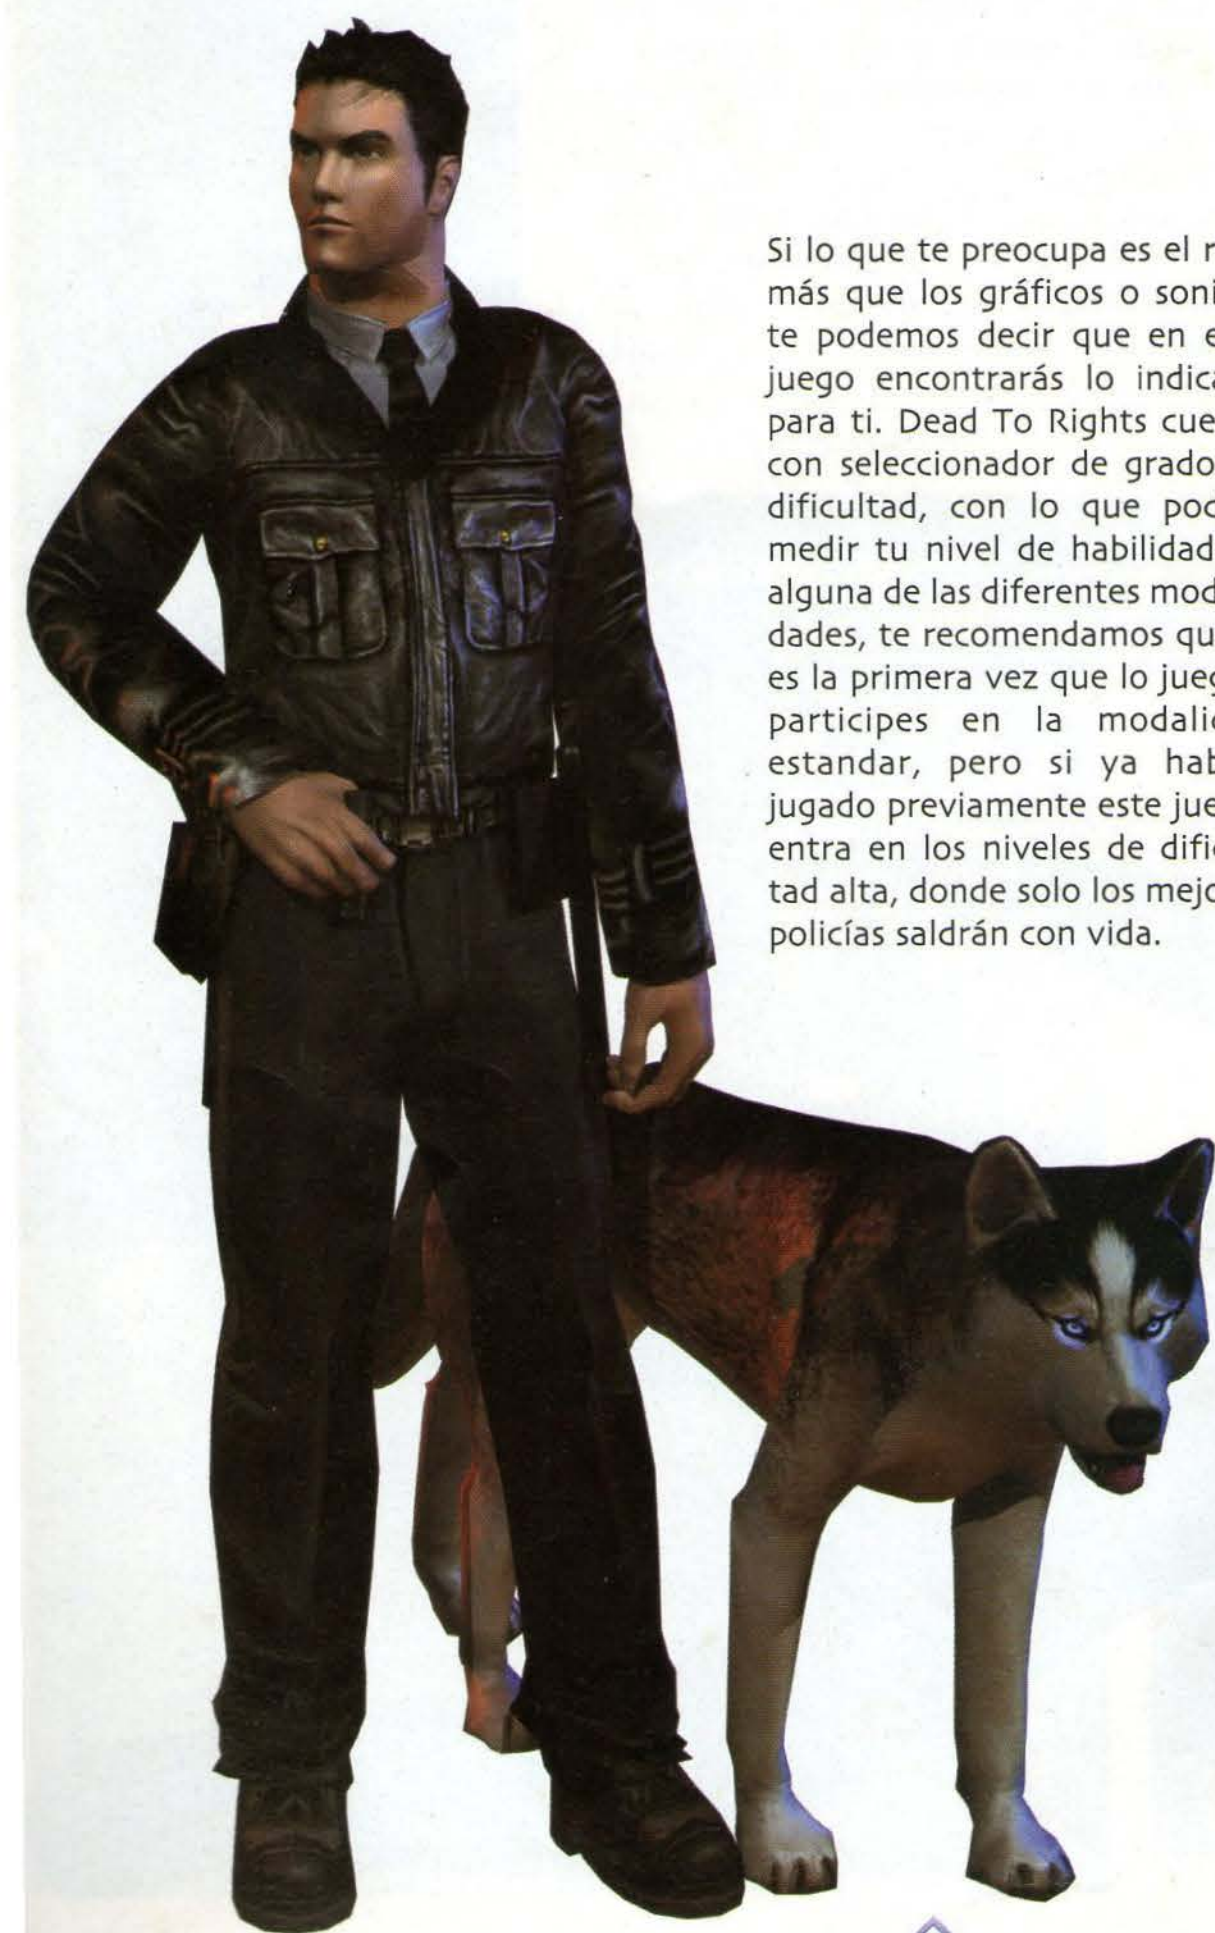 Si lo que te preocupa es el r
más que los gráficos o soni
te podemos decir que en e
juego encontrarás lo indica
para ti. Dead To Rights cue
con seleccionador de grado
dificultad, con lo que pod
medir tu nivel de habilidad
alguna de las diferentes mod
dades, te recomendamos qu
es la primera vez que lo jueg
participes en la modalid
estandar, pero si ya hab
jugado previamente este jue
entra en los niveles de difi
tad alta, donde solo los mejo
policías saldrán con vida.